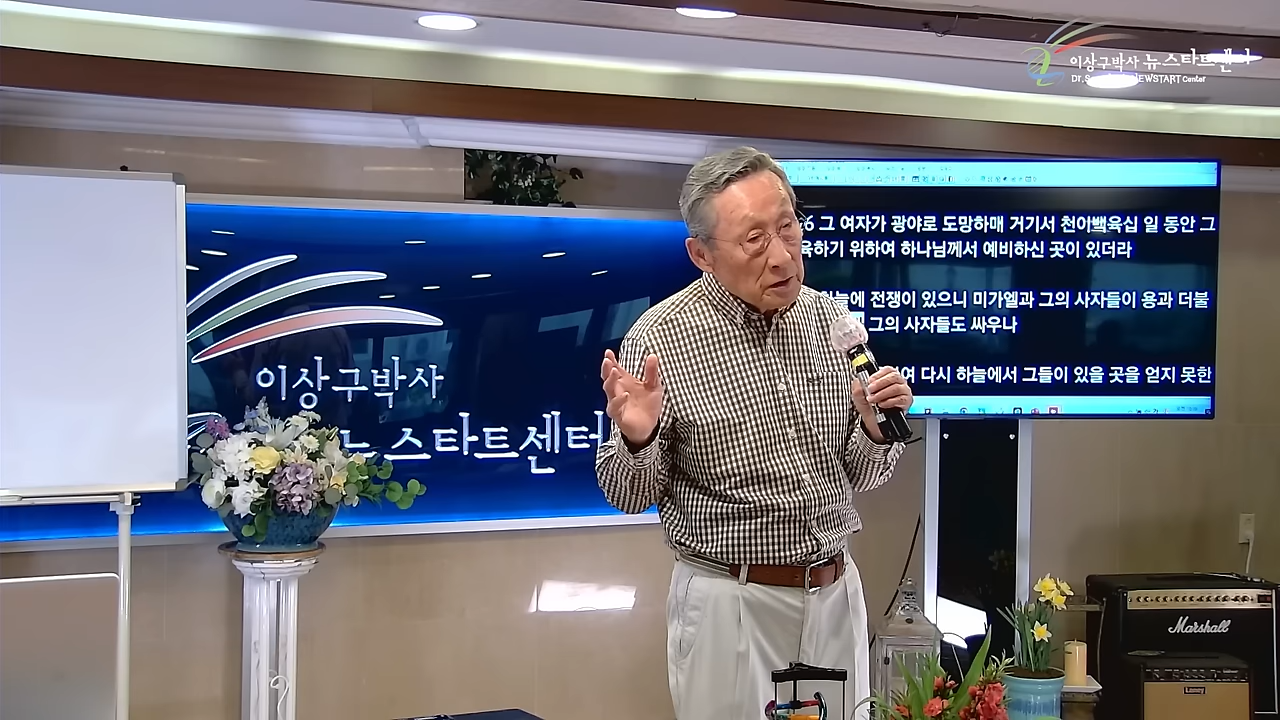 이상구박사 뉴스타트센터
NEWSTART Center
이상구박사
뉴스타트센터
:6 그 여자가 광야로 도망하매 거기서 천이백육십 일 동안 그
육하기 위하여 하나님께서 예비하신 곳이 있더라
하늘에 전쟁이 있으니 미가엘과 그의 사자들이 용과 더불
그의 사자들도 싸우나
여 다시 하늘에서 그들이 있을 곳을 얻지 못한
Marshall
Laney